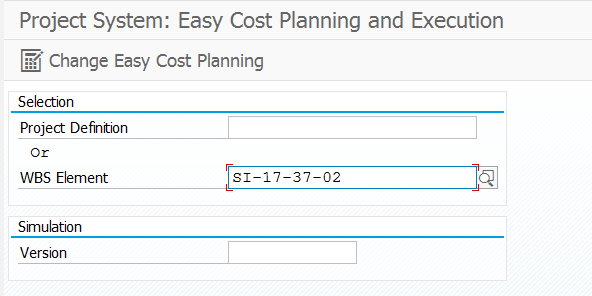 Project System: Easy Cost Planning and Execution
Change Easy Cost Planning
Selection
Project Definition
Or
WBS Element SI-17-37-02
Simulation
Version